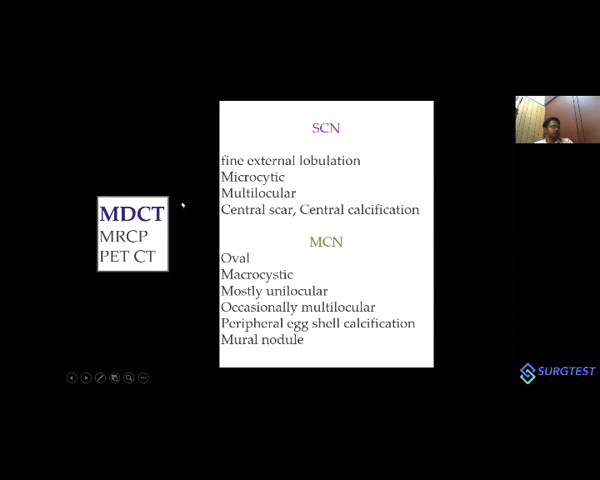 SCN
fine external lobulation
Microcytic
Multilocular
Central scar, Central calcification
MDCT
MRCP
PET CT
MCN
Oval
Macrocystic
Mostly unilocular
Occasionally multilocular
Peripheral egg shell calcification
Mural nodule
SURGTEST